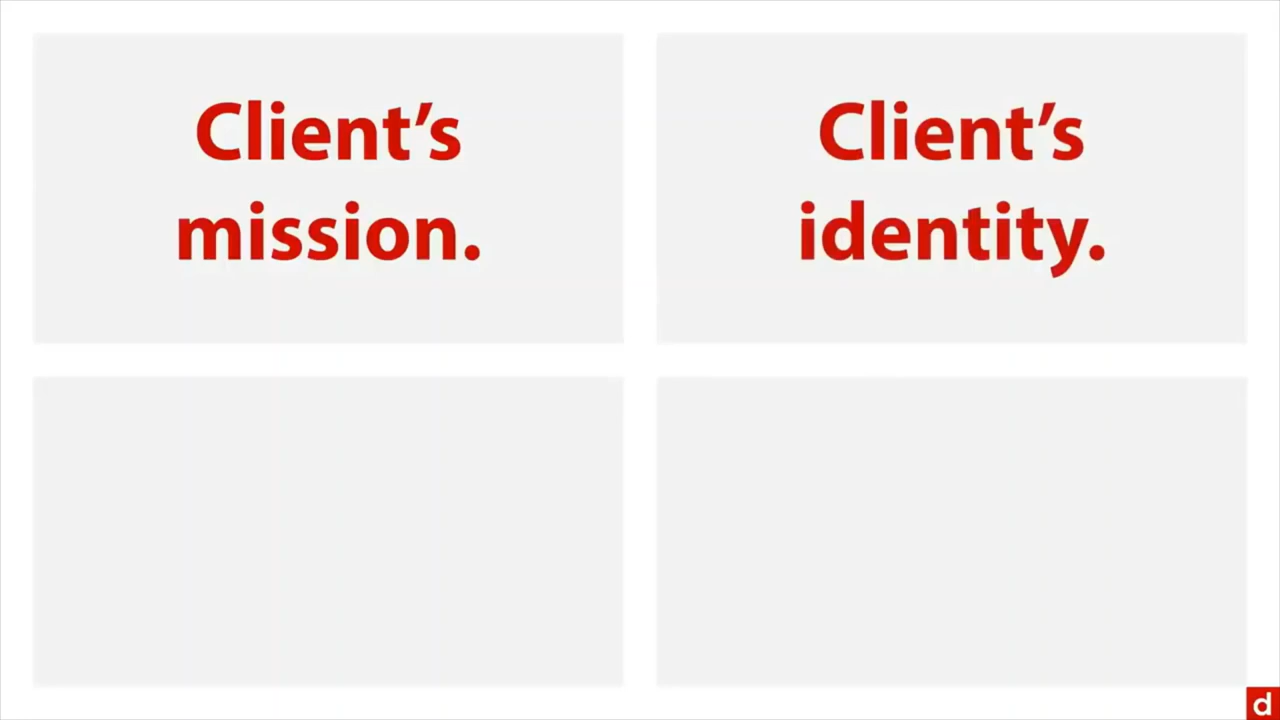 Client’s
mission.
Client’s
identity.
d